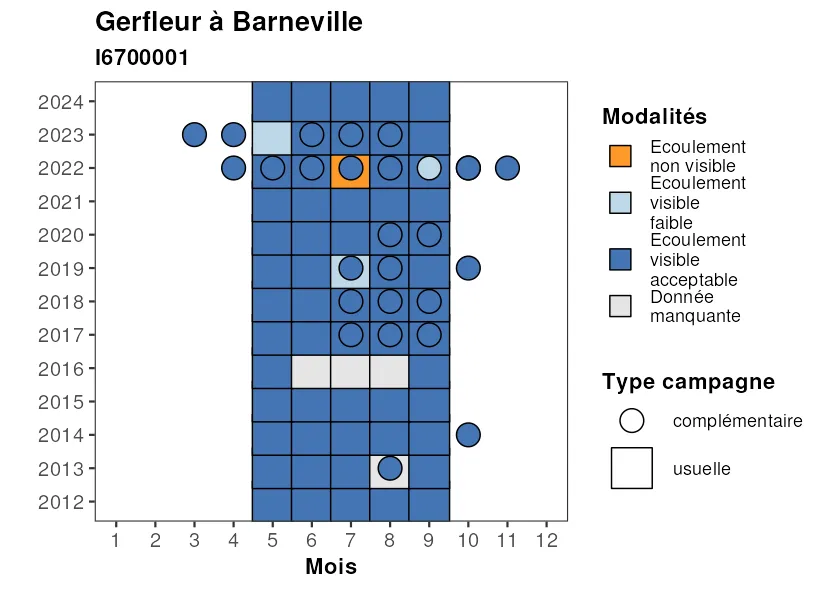 Gerfleur à Barneville
I6700001
2024
2023
2022
2021
2020
2019
2018
2017
2016
2015
2014
2013
2012
1 2 3 4 5 6 7 8 9 10 11 12
Mois
Modalités
Ecoulement
non visible
Ecoulement
visible
faible
Ecoulement
visible
acceptable
Donnée
manquante
Type campagne
complémentaire
usuelle